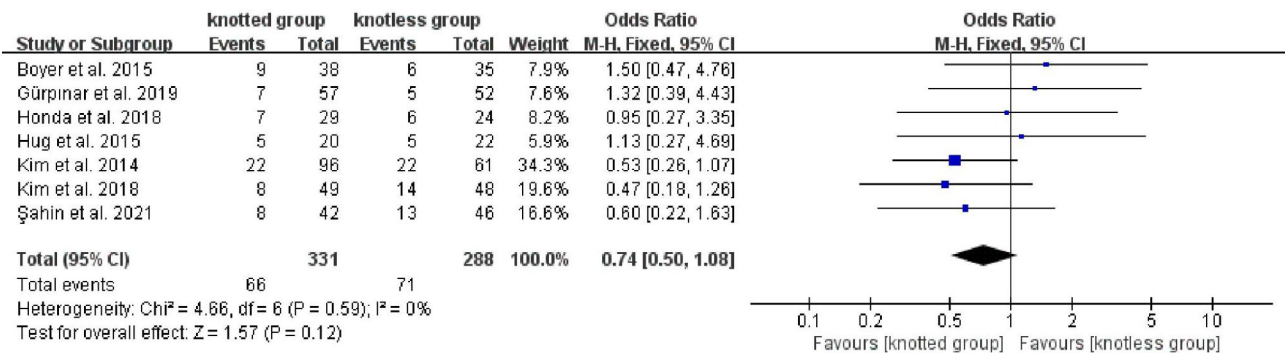 knotted group knotless group Odds Ratio Odds Ratio
Study or Subgroup Events Total Events Total Weight M-H, Fixed, 95% CI M-H, Fixed, 95% CI
Boyer et al. 2015 9 38 6 35 7.9% 1.50 [0.47, 4.76]
Gürpınar et al. 2019 7 57 5 52 7.6% 1.32 [0.39, 4.43]
Honda et al. 2018 7 29 6 24 8.2% 0.95 [0.27, 3.35]
Hug et al. 2015 5 20 5 22 5.9% 1.13 [0.27, 4.69]
Kim et al. 2014 22 96 22 61 34.3% 0.53 [0.26, 1.07]
Kim et al. 2018 8 49 14 48 19.6% 0.47 [0.18, 1.26]
Şahin et al. 2021 8 42 13 46 16.6% 0.60 [0.22, 1.63]
Total (95% CI) 331 288 100.0% 0.74 [0.50, 1.08]
Total events 66 71
Heterogeneity: Chi² = 4.66, df = 6 (P = 0.59); I² = 0%
Test for overall effect: Z = 1.57 (P = 0.12)
0.1 0.2 0.5 1 2 5 10
Favours [knotted group] Favours [knotless group]